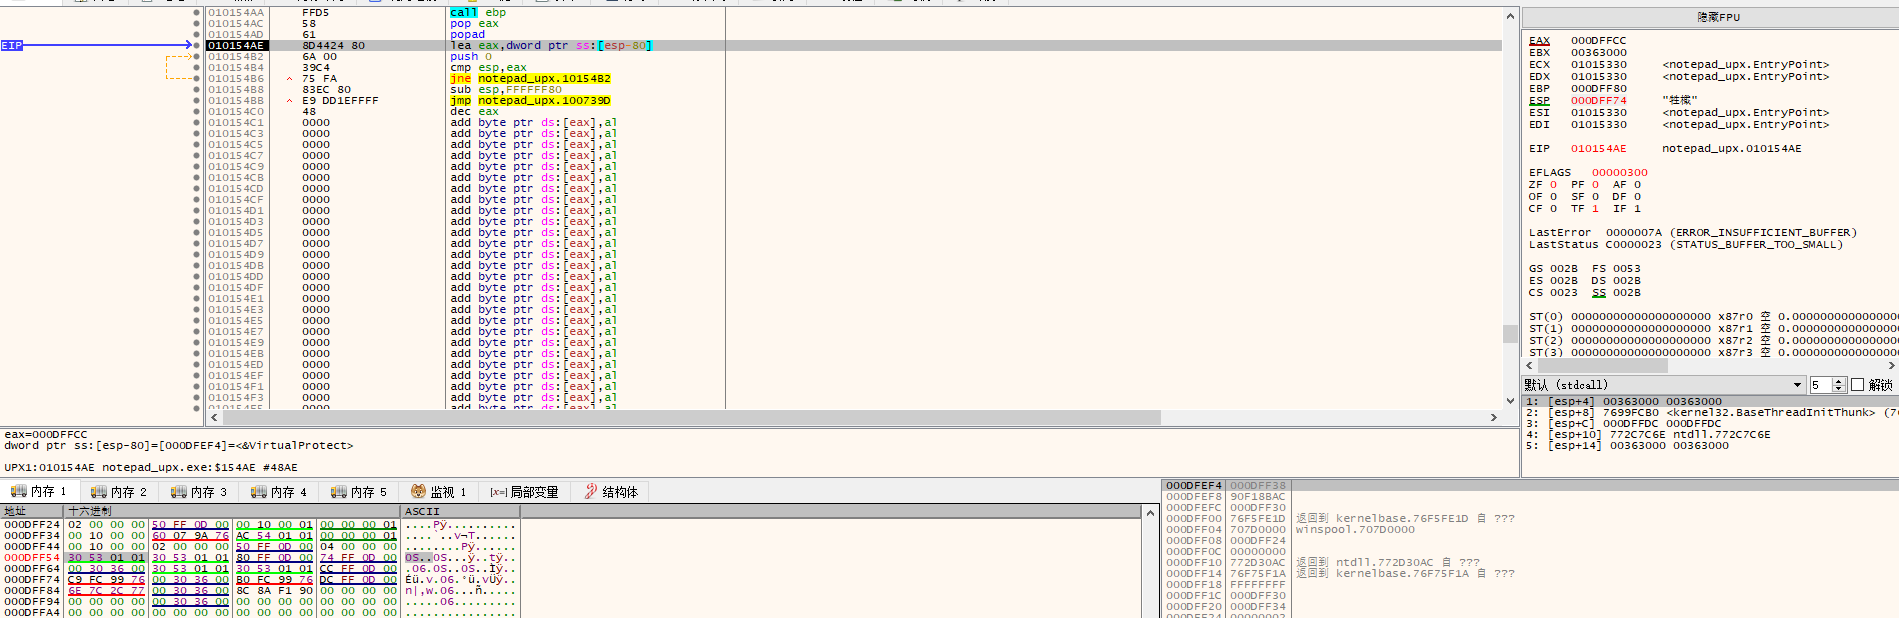 010154AA FFD5 call ebp
010154AC 58 pop eax
010154AD 61 popad
EIP 010154AE 8D4424 80 lea eax,dword ptr ss:[esp-80]
010154B2 6A 00 push 0
010154B4 39C4 cmp esp,eax
010154B6 75 FA jne notepad_upx.10154B2
010154B8 83EC 80 sub esp,FFFFFF80
010154BB E9 DD1EFFFF jmp notepad_upx.100739D
010154C0 48 dec eax
010154C1 0000 add byte ptr ds:[eax],al
010154C3 0000 add byte ptr ds:[eax],al
010154C5 0000 add byte ptr ds:[eax],al
010154C7 0000 add byte ptr ds:[eax],al
010154C9 0000 add byte ptr ds:[eax],al
010154CB 0000 add byte ptr ds:[eax],al
010154CD 0000 add byte ptr ds:[eax],al
010154CF 0000 add byte ptr ds:[eax],al
010154D1 0000 add byte ptr ds:[eax],al
010154D3 0000 add byte ptr ds:[eax],al
010154D5 0000 add byte ptr ds:[eax],al
010154D7 0000 add byte ptr ds:[eax],al
010154D9 0000 add byte ptr ds:[eax],al
010154DB 0000 add byte ptr ds:[eax],al
010154DD 0000 add byte ptr ds:[eax],al
010154DF 0000 add byte ptr ds:[eax],al
010154E1 0000 add byte ptr ds:[eax],al
010154E3 0000 add byte ptr ds:[eax],al
010154E5 0000 add byte ptr ds:[eax],al
010154E7 0000 add byte ptr ds:[eax],al
010154E9 0000 add byte ptr ds:[eax],al
010154EB 0000 add byte ptr ds:[eax],al
010154ED 0000 add byte ptr ds:[eax],al
010154EF 0000 add byte ptr ds:[eax],al
010154F1 0000 add byte ptr ds:[eax],al
010154F3 0000 add byte ptr ds:[eax],al
隐藏FPU
EAX 000DFFCC
EBX 00363000
ECX 01015330 <notepad_upx.EntryPoint>
EDX 01015330 <notepad_upx.EntryPoint>
EBP 000DFF80
ESP 000DFF74
ESI 01015330 <notepad_upx.EntryPoint>
EDI 01015330 <notepad_upx.EntryPoint>
EIP 010154AE notepad_upx.010154AE
EFLAGS 00000300
ZF 0 PF 0 AF 0
OF 0 SF 0 DF 0
CF 0 TF 1 IF 1
LastError 0000007A (ERROR_INSUFFICIENT_BUFFER)
LastStatus C0000023 (STATUS_BUFFER_TOO_SMALL)
GS 002B FS 0053
ES 002B DS 002B
CS 0023 SS 002B
ST(0) 00000000000000000000 x87r0 空 0.0000000000000000
ST(1) 00000000000000000000 x87r1 空 0.0000000000000000
ST(2) 00000000000000000000 x87r2 空 0.0000000000000000
ST(3) 00000000000000000000 x87r3 空 0.0000000000000000
默认 (stdcall) 5 解锁
1: [esp+4] 00363000 00363000
2: [esp+8] 7699FCB0 <kernel32.BaseThreadInitThunk>
3: [esp+C] 000DFFDC 000DFFDC
4: [esp+10] 772C7C6E ntdll.772C7C6E
5: [esp+14] 00363000 00363000
eax=000DFFCC
dword ptr ss:[esp-80]=[000DFEF4]=<&VirtualProtect>
UPX1:010154AE notepad_upx.exe:$154AE #48AE
内存 1 内存 2 内存 3 内存 4 内存 5 监视 1 [x=] 局部变量 结构体
地址 十六进制 ASCII
000DFF24 02 00 00 00 50 FF 0D 00 00 10 00 01 00 00 00 01 ....Pÿ..........
000DFF34 00 10 00 00 60 07 9A 76 AC 54 01 01 00 00 00 01 ....`..v¬T......
000DFF44 00 10 00 00 02 00 00 00 50 FF 0D 00 04 00 00 00 ........Pÿ......
000DFF54 30 53 01 01 30 53 01 01 80 FF 0D 00 74 FF 0D 00 0S..0S...ÿ..tÿ..
000DFF64 00 30 36 00 30 53 01 01 30 53 01 01 CC FF 0D 00 .06.0S..0S..Ìÿ..
000DFF74 C9 FC 99 76 00 30 36 00 B0 FC 99 76 DC FF 0D 00 Éü.v.06.°ü.vÜÿ..
000DFF84 6E 7C 2C 77 00 30 36 00 8C 8A F1 90 00 00 00 00 n|,w.06...ñ.....
000DFF94 00 00 00 00 00 30 36 00 00 00 00 00 00 00 00 00 .....06.........
000DFFA4 00 00 00 00 00 00 00 00 00 00 00 00 00 00 00 00 ................
000DFEF4 000DFF38
000DFEF8 90F18BAC
000DFEFC 000DFF30
000DFF00 76F5FE1D 返回到 kernelbase.76F5FE1D 自 ???
000DFF04 707D0000 winspool.707D0000
000DFF08 000DFF24
000DFF0C 00000000
000DFF10 772D30AC 返回到 ntdll.772D30AC 自 ???
000DFF14 76F75F1A 返回到 kernelbase.76F75F1A 自 ???
000DFF18 FFFFFFFF
000DFF1C 000DFF30
000DFF20 000DFF34